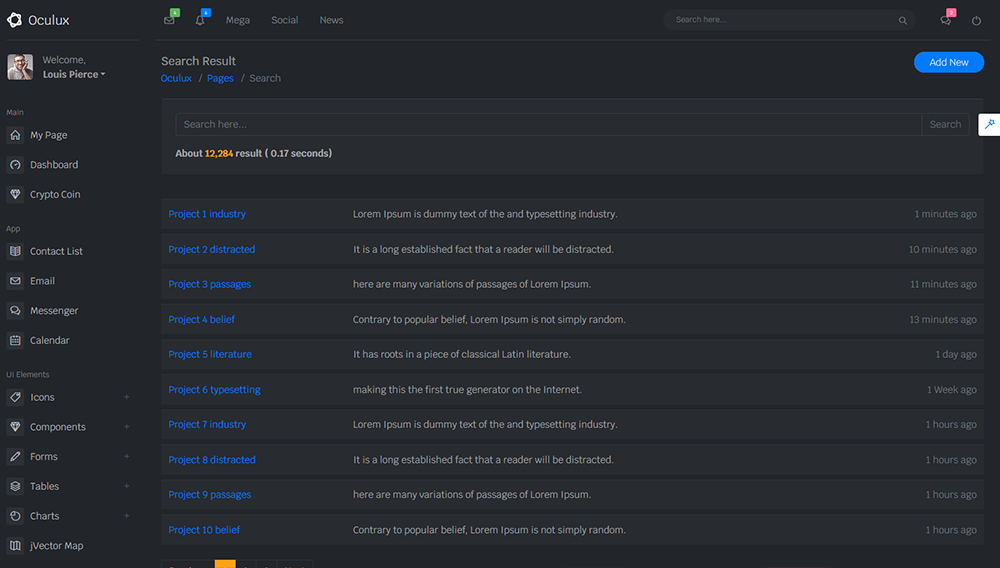 Oculux
Mega Social News
Search here...
Welcome,
Louis Pierce
Main
My Page
Dashboard
Crypto Coin
App
Contact List
Email
Messenger
Calendar
UI Elements
Icons +
Components +
Forms +
Tables +
Charts +
jVector Map
Search Result
Oculux / Pages / Search
Add New
Search here... Search
About 12,284 result ( 0.17 seconds)
Project 1 industry Lorem Ipsum is dummy text of the and typesetting industry. 1 minutes ago
Project 2 distracted It is a long established fact that a reader will be distracted. 10 minutes ago
Project 3 passages here are many variations of passages of Lorem Ipsum. 11 minutes ago
Project 4 belief Contrary to popular belief, Lorem Ipsum is not simply random. 13 minutes ago
Project 5 literature It has roots in a piece of classical Latin literature. 1 day ago
Project 6 typesetting making this the first true generator on the Internet. 1 Week ago
Project 7 industry Lorem Ipsum is dummy text of the and typesetting industry. 1 hours ago
Project 8 distracted It is a long established fact that a reader will be distracted. 1 hours ago
Project 9 passages here are many variations of passages of Lorem Ipsum. 1 hours ago
Project 10 belief Contrary to popular belief, Lorem Ipsum is not simply random. 1 hours ago